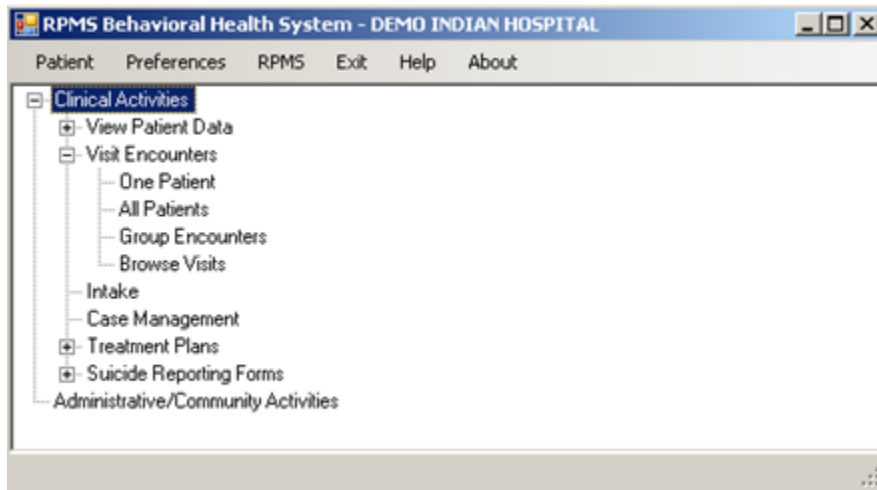 RPMS Behavioral Health System - DEMO INDIAN HOSPITAL
Patient Preferences RPMS Exit Help About
Clinical Activities
View Patient Data
Visit Encounters
One Patient
All Patients
Group Encounters
Browse Visits
Intake
Case Management
Treatment Plans
Suicide Reporting Forms
Administrative/Community Activities